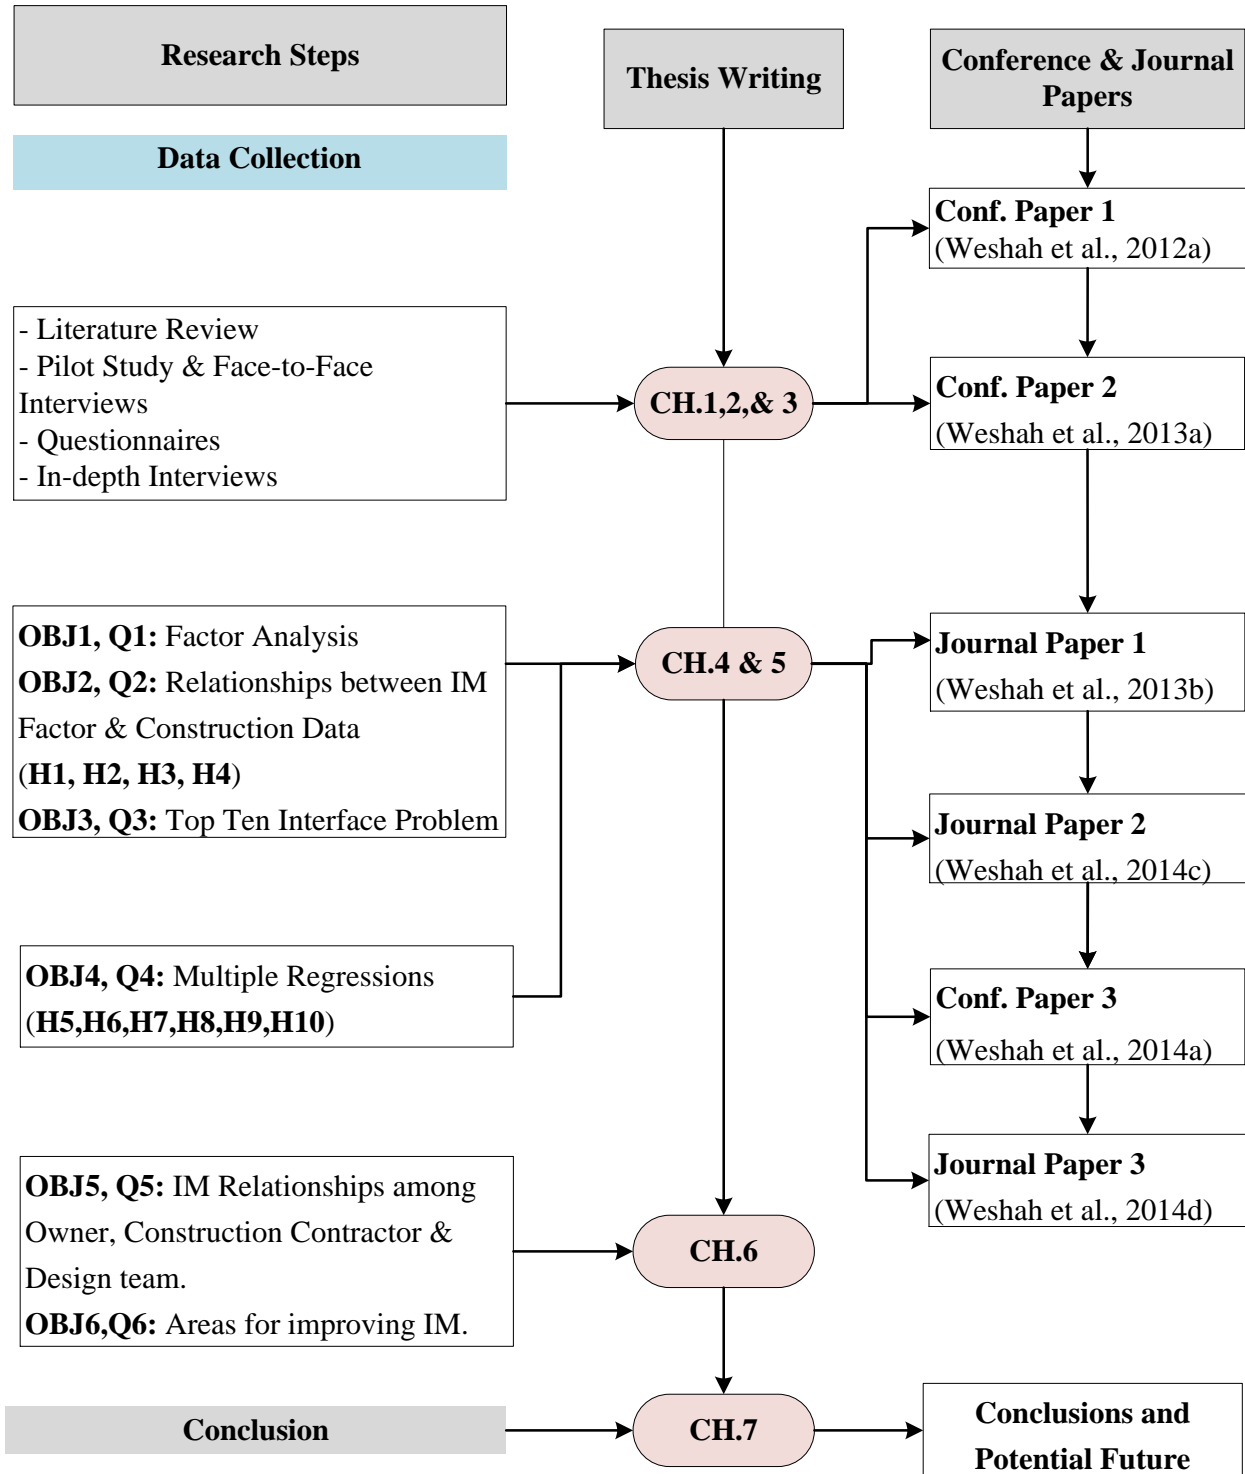 Research Steps
Thesis Writing
Conference & Journal
Papers
Data Collection
Conf. Paper 1
(Weshah et al., 2012a)
- Literature Review
- Pilot Study & Face-to-Face
Interviews
- Questionnaires
- In-depth Interviews
CH.1,2,& 3
Conf. Paper 2
(Weshah et al., 2013a)
OBJ1, Q1: Factor Analysis
OBJ2, Q2: Relationships between IM
Factor & Construction Data
(H1, H2, H3, H4)
OBJ3, Q3: Top Ten Interface Problem
CH.4 & 5
Journal Paper 1
(Weshah et al., 2013b)
Journal Paper 2
(Weshah et al., 2014c)
OBJ4, Q4: Multiple Regressions
(H5,H6,H7,H8,H9,H10)
Conf. Paper 3
(Weshah et al., 2014a)
Journal Paper 3
(Weshah et al., 2014d)
OBJ5, Q5: IM Relationships among
Owner, Construction Contractor &
Design team.
OBJ6,Q6: Areas for improving IM.
CH.6
Conclusion
CH.7
Conclusions and
Potential Future